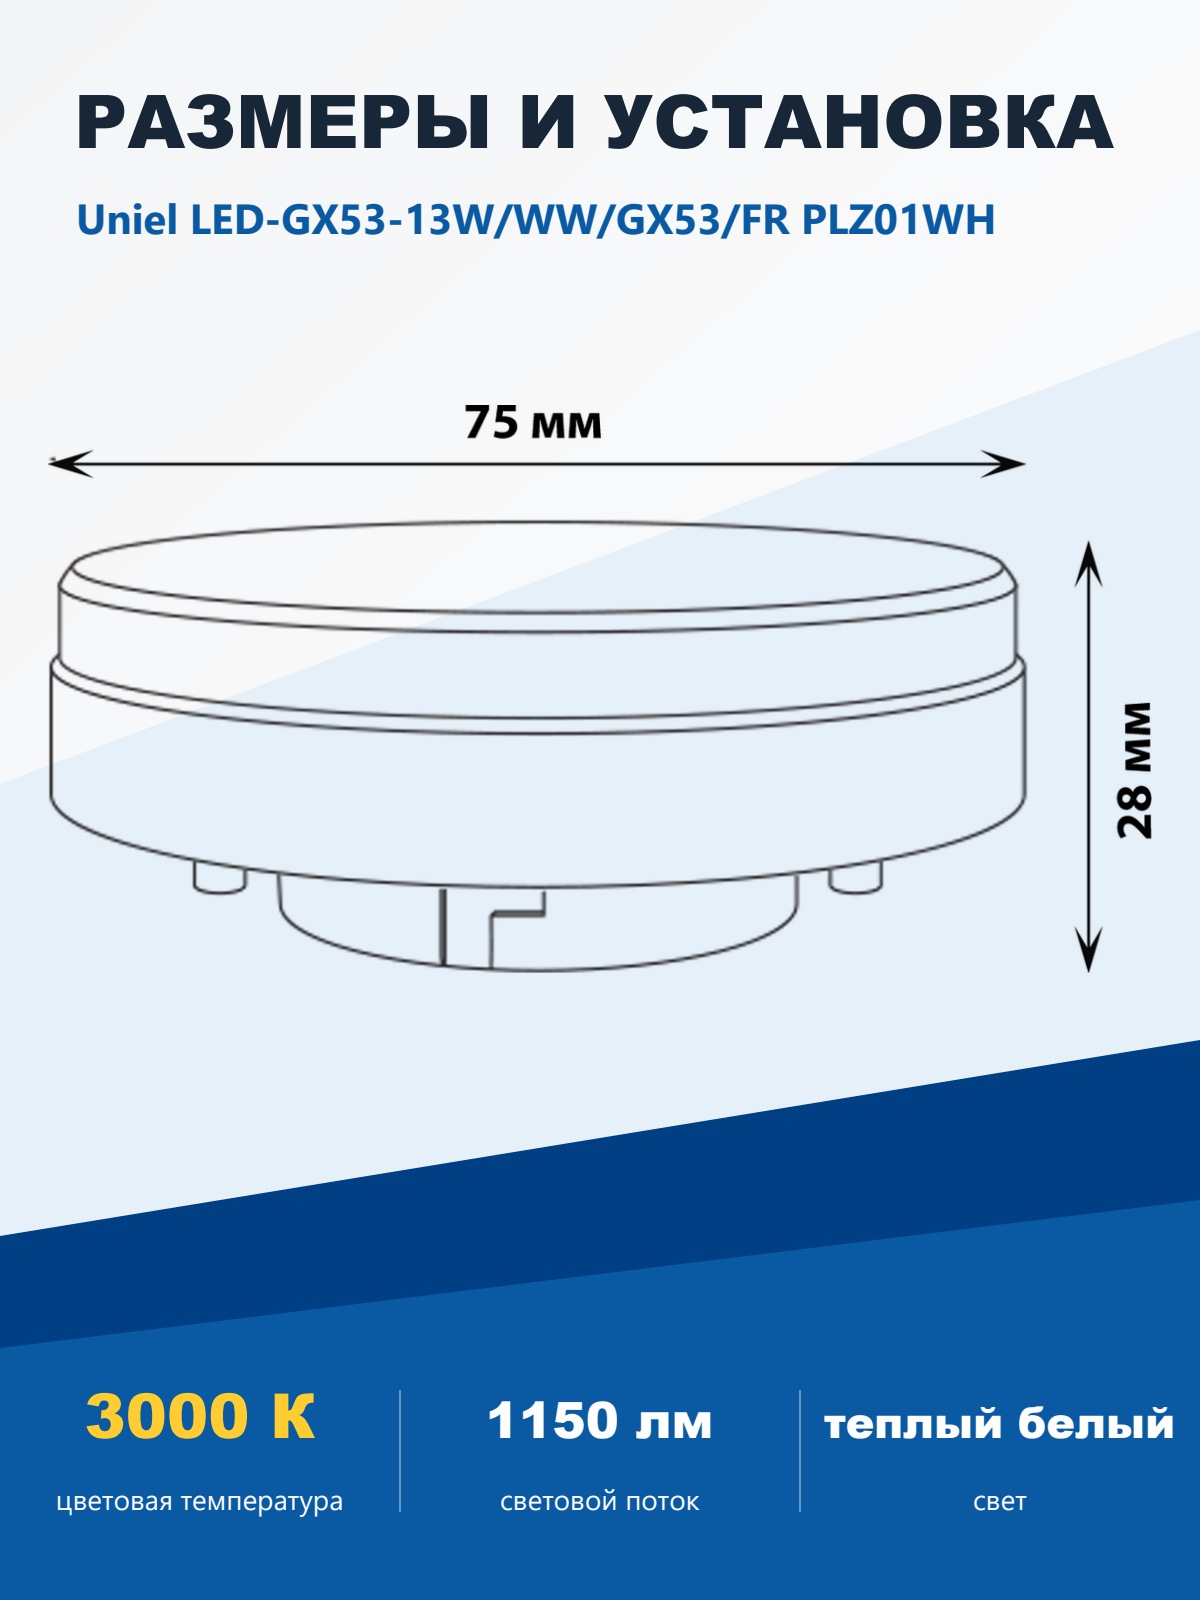 РАЗМЕРЫ И УСТАНОВКА
Uniel LED-GX53-13W/WW/GX53/FR PLZ01WH
75 мм
28 мм
3000 К
цветовая температура
1150 лм
световой поток
теплый белый
свет